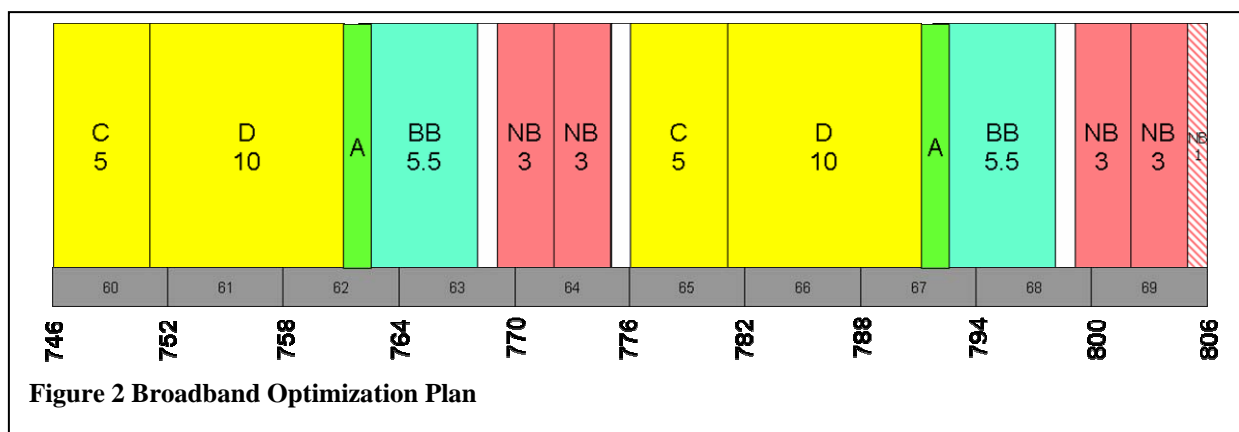 C D A BB NB NB C D A BB NB NB NB
5 10 5.5 3 3 5 10 5.5 3 3 1
60 61 62 63 64 65 66 67 68 69
746 752 758 764 770 776 782 788 794 800 806
Figure 2 Broadband Optimization Plan